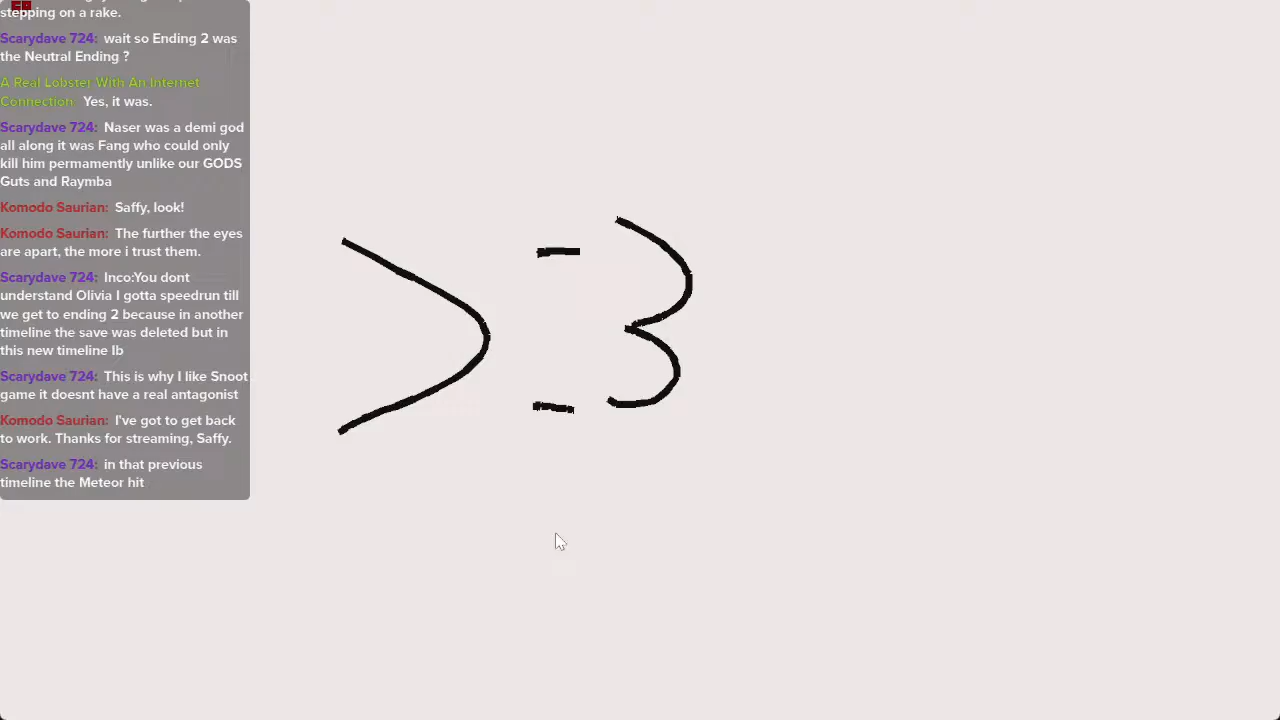 stepping on a rake.
Scarydave 724: wait so Ending 2 was
the Neutral Ending ?
A Real Lobster With An Internet
Connection: Yes, it was.
Scarydave 724: Naser was a demi god
all along it was Fang who could only
kill him permamently unlike our GODS
Guts and Raymba
Komodo Saurian: Saffy, look!
Komodo Saurian: The further the eyes
are apart, the more i trust them.
Scarydave 724: Inco:You dont
understand Olivia I gotta speedrun till
we get to ending 2 because in another
timeline the save was deleted but in
this new timeline Ib
Scarydave 724: This is why I like Snoot
game it doesnt have a real antagonist
Komodo Saurian: I've got to get back
to work. Thanks for streaming, Saffy.
Scarydave 724: in that previous
timeline the Meteor hit
>:3